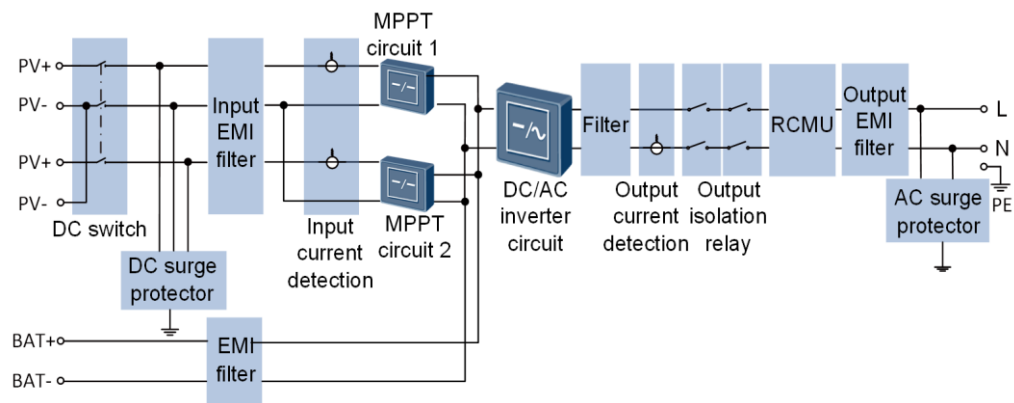 MPPT
circuit 1
PV+
PV-
PV+
PV-
DC switch
Input
EMI
filter
Input
current
detection
MPPT
circuit 2
DC surge
protector
BAT+
BAT-
EMI
filter
DC/AC
inverter
circuit
Filter
Output
current
detection
Output
isolation
relay
RCMU
Output
EMI
filter
L
N
PE
AC surge
protector